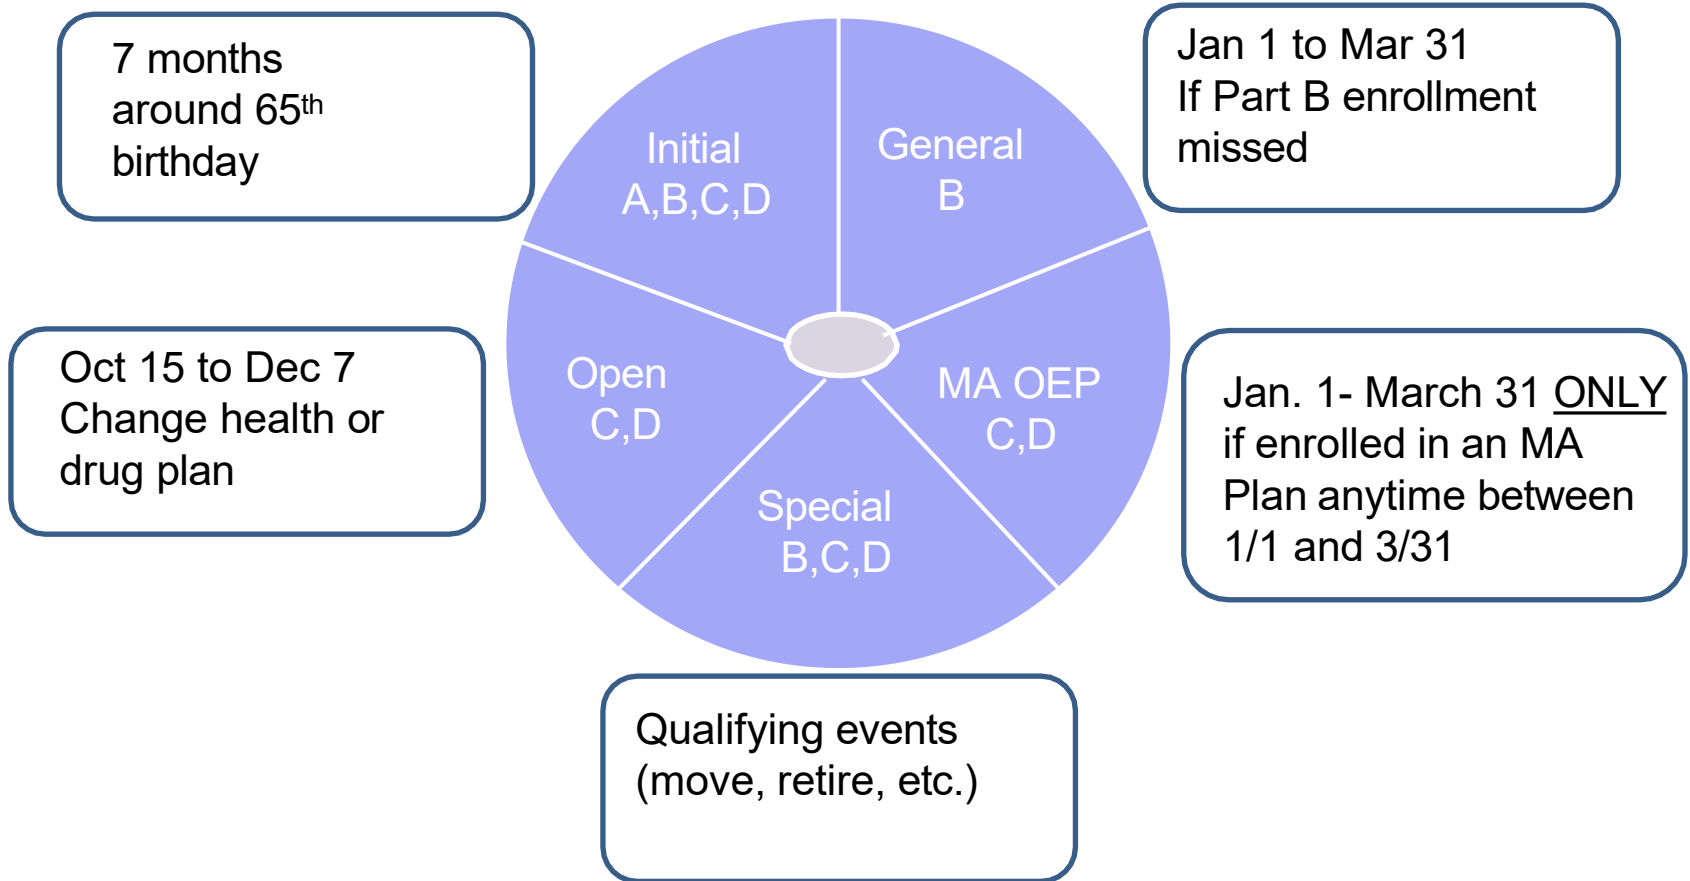 7 months
around 65th
birthday
Jan 1 to Mar 31
If Part B enrollment
missed
Initial
A,B,C,D
General
B
Oct 15 to Dec 7
Change health or
drug plan
Open
C,D
MA OEP
C,D
Jan. 1- March 31 ONLY
if enrolled in an MA
Plan anytime between
1/1 and 3/31
Special
B,C,D
Qualifying events
(move, retire, etc.)